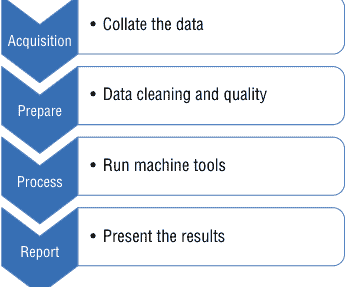 Acquisition
• Collate the data
Prepare
• Data cleaning and quality
Process
• Run machine tools
Report
• Present the results